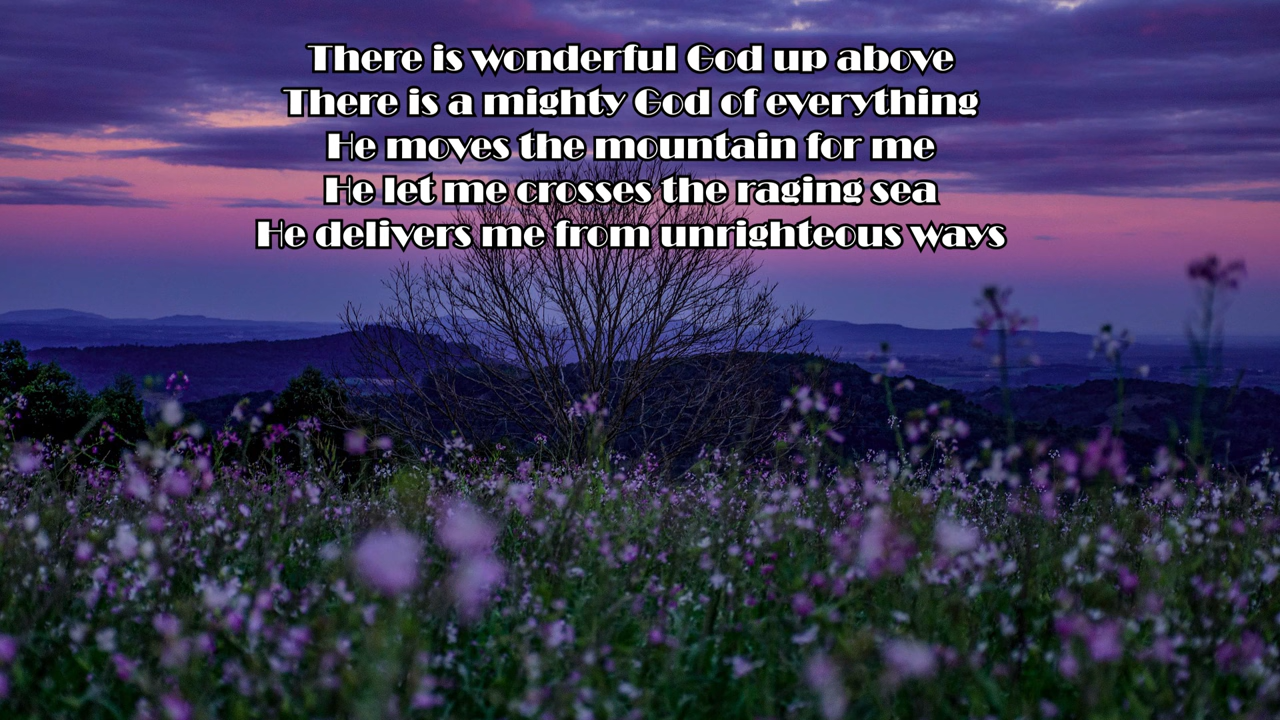 There is wonderful God up above
There is a mighty God of everything
He moves the mountain for me
He let me crosses the raging sea
He delivers me from unrighteous ways